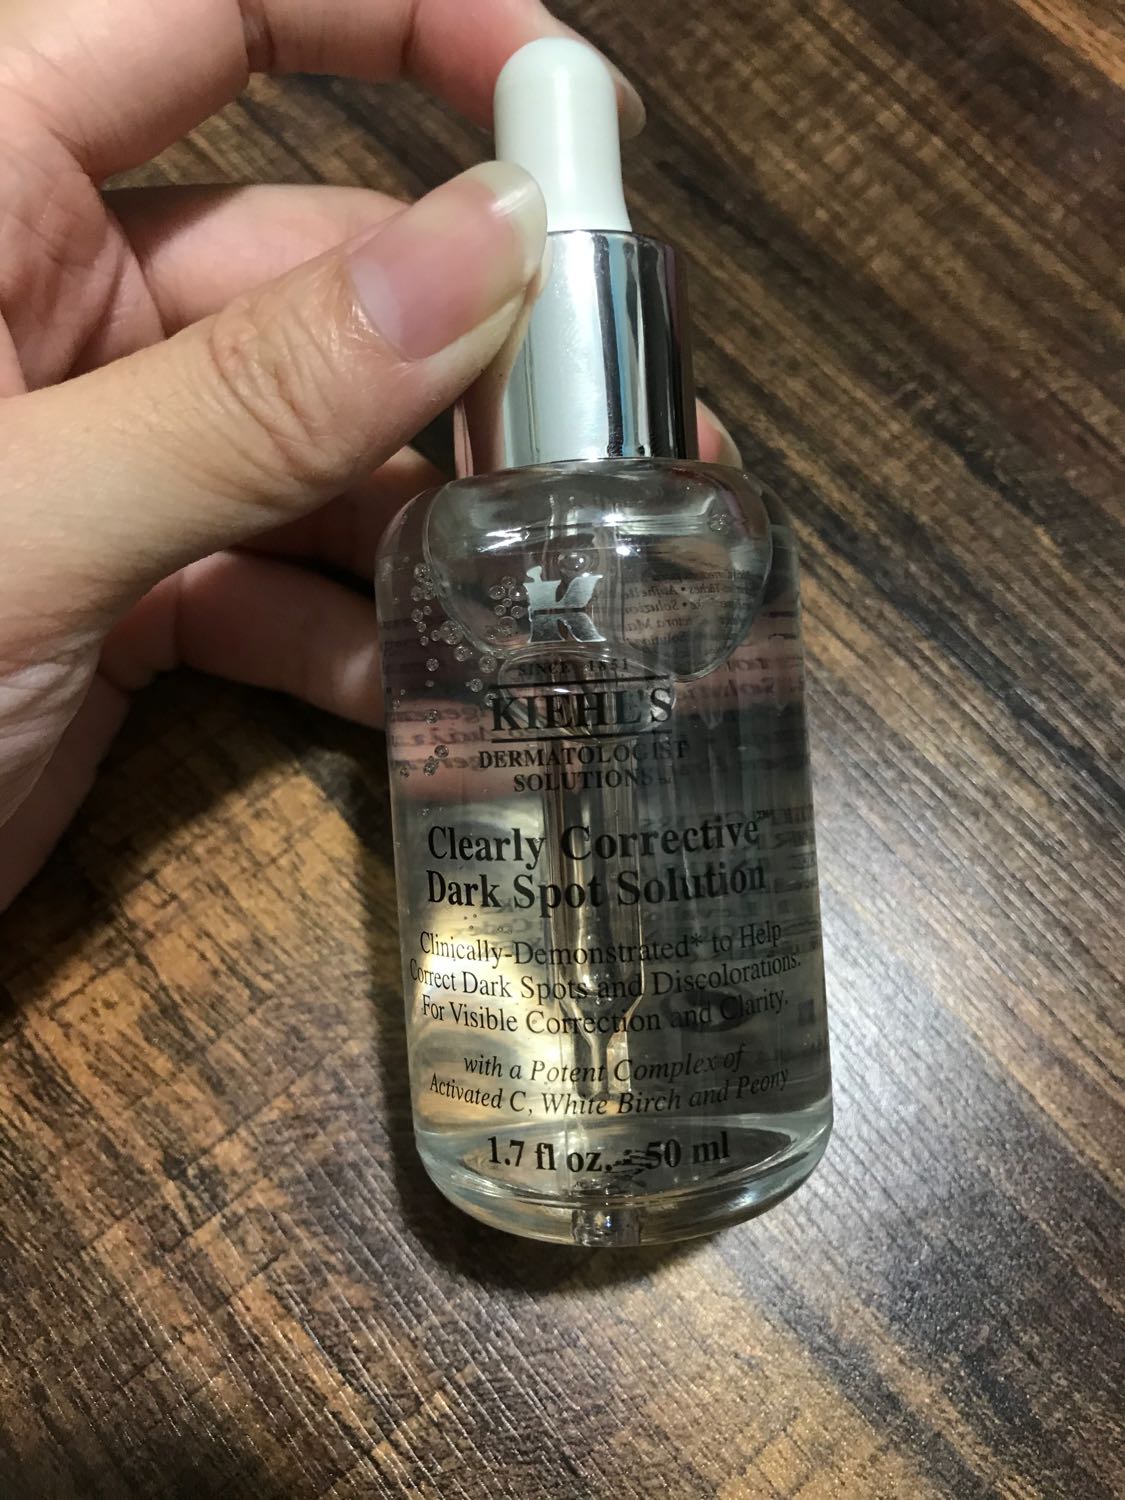 K
SINCE 1851
KIEHL'S
DERMATOLOGIST
SOLUTIONS™
Clearly Corrective™
Dark Spot Solution
Clinically-Demonstrated* to Help
Correct Dark Spots and Discolorations.
For Visible Correction and Clarity.
with a Potent Complex of
Activated C, White Birch and Peony
1.7 fl oz. - 50 ml